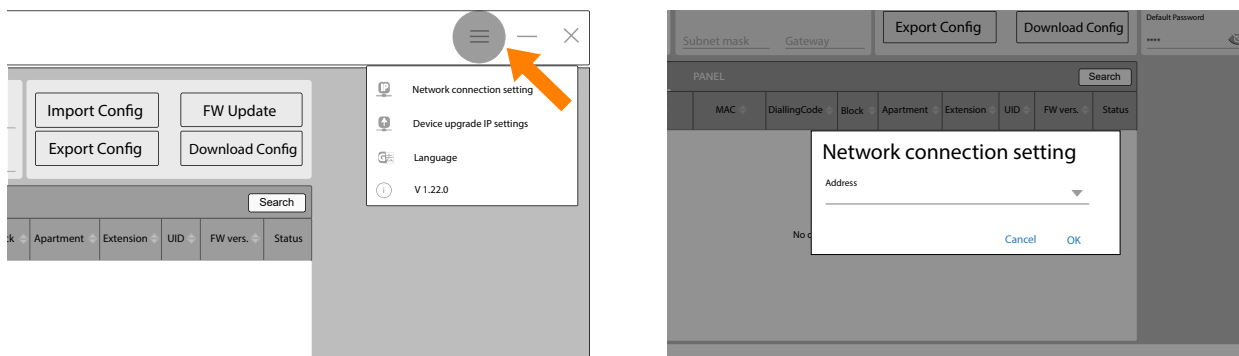 Network connection setting
Device upgrade IP settings
Language
V 1.22.0
Import Config
FW Update
Export Config
Download Config
Search
Apartment
Extension
UID
FW vers.
Status
Subnet mask
Gateway
Export Config
Download Config
Default Password
••••
PANEL
Search
MAC
DiallingCode
Block
Apartment
Extension
UID
FW vers.
Status
Network connection setting
Address
No
Cancel
OK